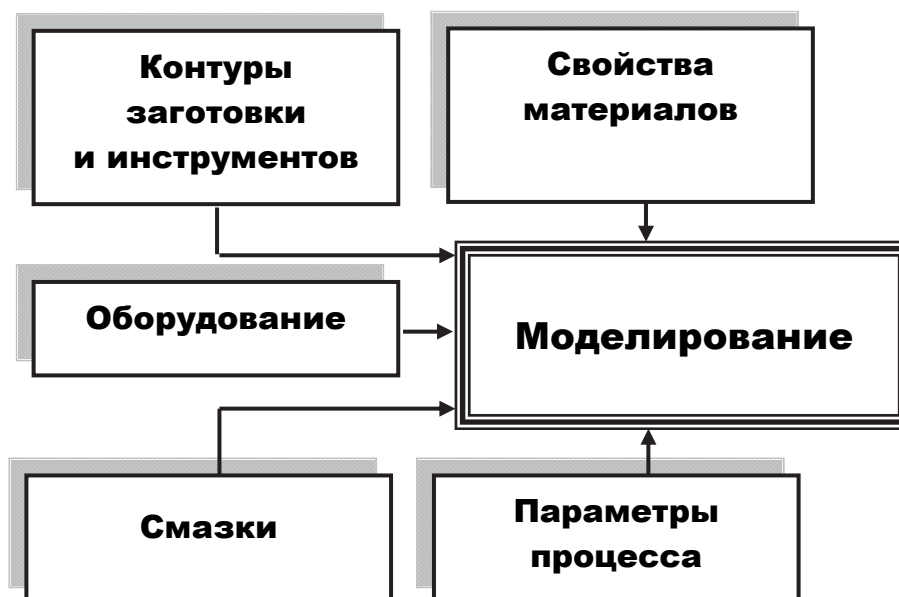 Контуры
заготовки
и инструментов
Свойства
материалов
Оборудование
Моделирование
Смазки
Параметры
процесса